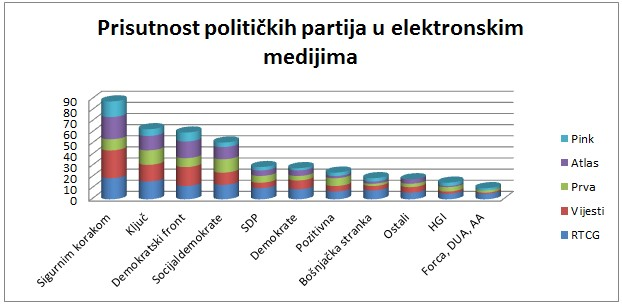 Prisutnost političkih partija u elektronskim
medijima
90
80
70
60
50
40
30
20
10
0
Sigurnim korakom
Ključ
Demokratski front
Socijaldemokrate
SDP
Demokrate
Pozitivna
Bošnjačka stranka
Ostali
HGI
Forca, DUA, AA
Pink
Atlas
Prva
Vijesti
RTCG